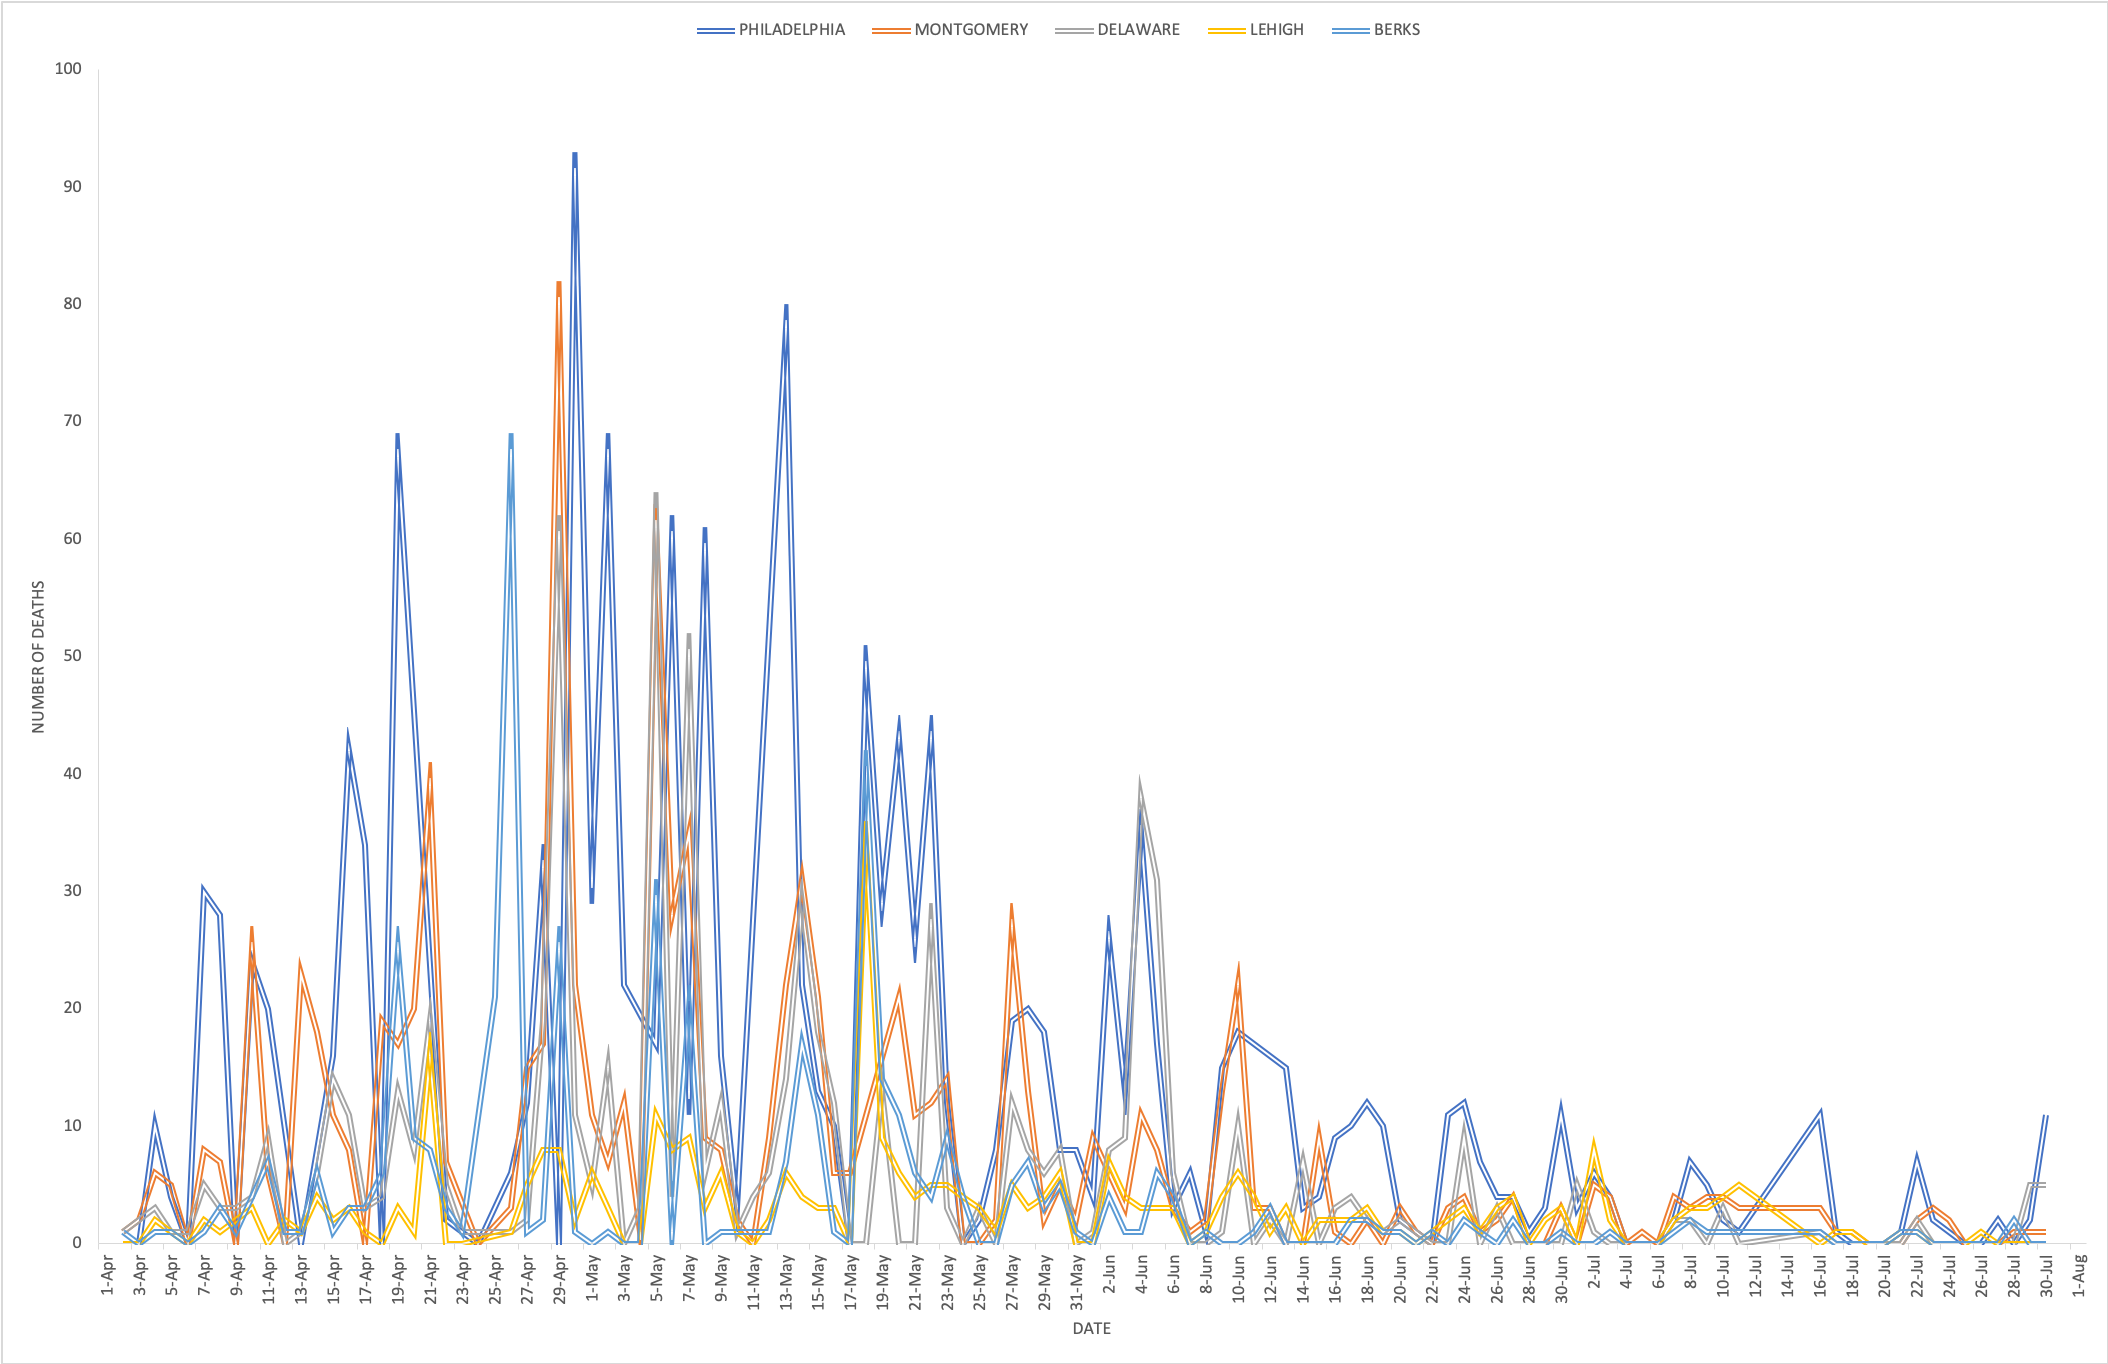 PHILADELPHIA MONTGOMERY DELAWARE LEHIGH BERKS
100
90
80
70
60
50
40
30
20
10
0
NUMBER OF DEATHS
1-Apr 3-Apr 5-Apr 7-Apr 9-Apr 11-Apr 13-Apr 15-Apr 17-Apr 19-Apr 21-Apr 23-Apr 25-Apr 27-Apr 29-Apr 1-May 3-May 5-May 7-May 9-May 11-May 13-May 15-May 17-May 19-May 21-May 23-May 25-May 27-May 29-May 31-May 2-Jun 4-Jun 6-Jun 8-Jun 10-Jun 12-Jun 14-Jun 16-Jun 18-Jun 20-Jun 22-Jun 24-Jun 26-Jun 28-Jun 30-Jun 2-Jul 4-Jul 6-Jul 8-Jul 10-Jul 12-Jul 14-Jul 16-Jul 18-Jul 20-Jul 22-Jul 24-Jul 26-Jul 28-Jul 30-Jul 1-Aug
DATE